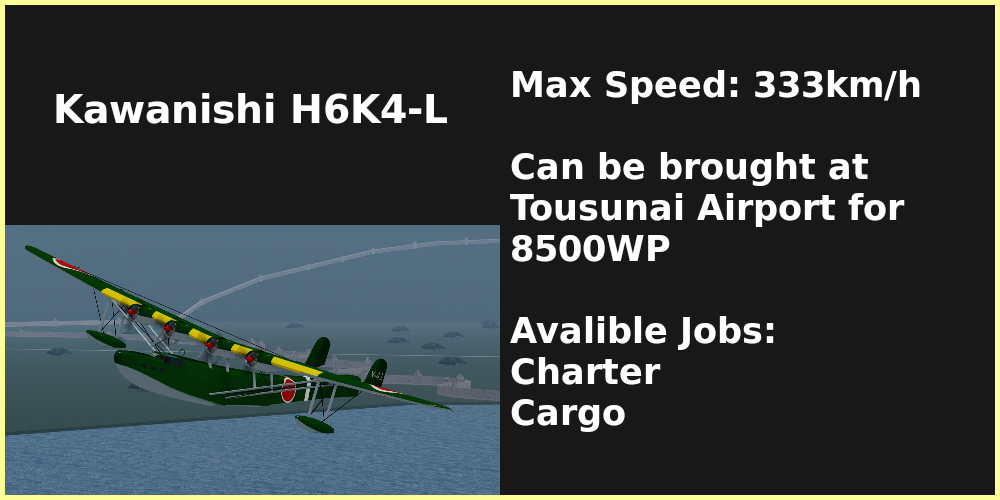 Kawanishi H6K4-L
Max Speed: 333km/h
Can be brought at
Tousunai Airport for
8500WP
Avalible Jobs:
Charter
Cargo